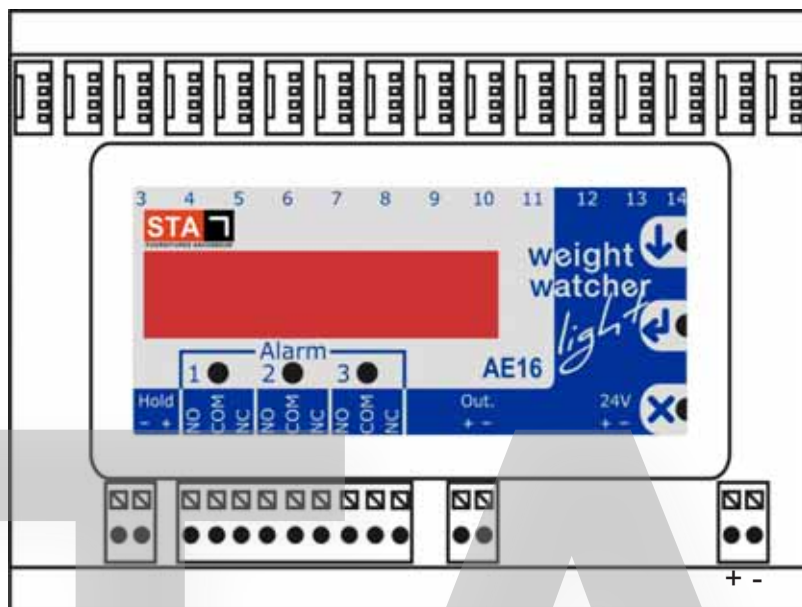 3 4 5 6 7 8 9 10 11 12 13 14
STA
weight
watcher
light
AE16
Alarm
1 2 3
Hold
- +
NO COM NC NO COM NC NO COM NC
Out.
+ -
24V
+ -
+ -
TA